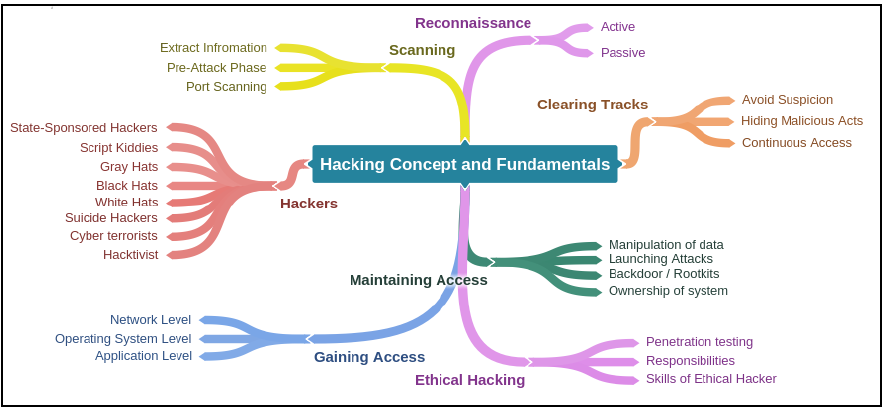 Reconnaissance
Active
Passive
Scanning
Extract Infromation
Pre-Attack Phase
Port Scanning
Clearing Tracks
Avoid Suspicion
Hiding Malicious Acts
Continuous Access
Hacking Concept and Fundamentals
State-Sponsored Hackers
Script Kiddies
Gray Hats
Black Hats
White Hats
Suicide Hackers
Cyber terrorists
Hacktivist
Hackers
Maintaining Access
Manipulation of data
Launching Attacks
Backdoor / Rootkits
Ownership of system
Network Level
Operating System Level
Application Level
Gaining Access
Ethical Hacking
Penetration testing
Responsibilities
Skills of Ethical Hacker